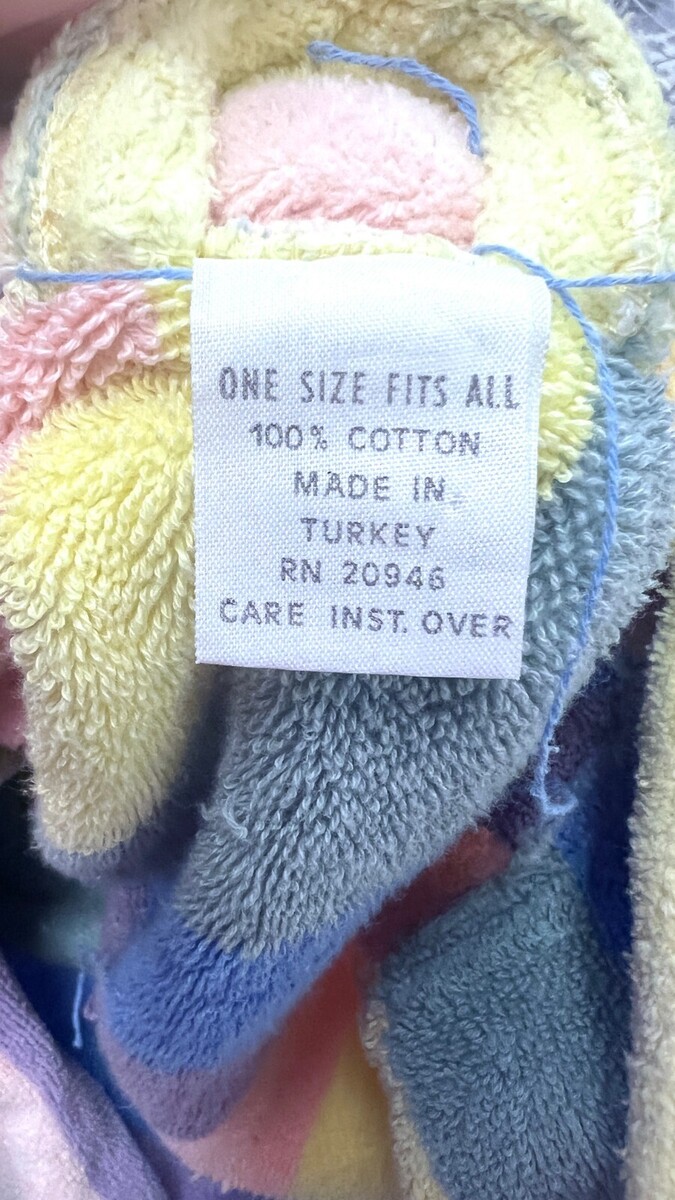 ONE SIZE FITS ALL
100% COTTON
MADE IN
TURKEY
RN 20946
CARE INST. OVER